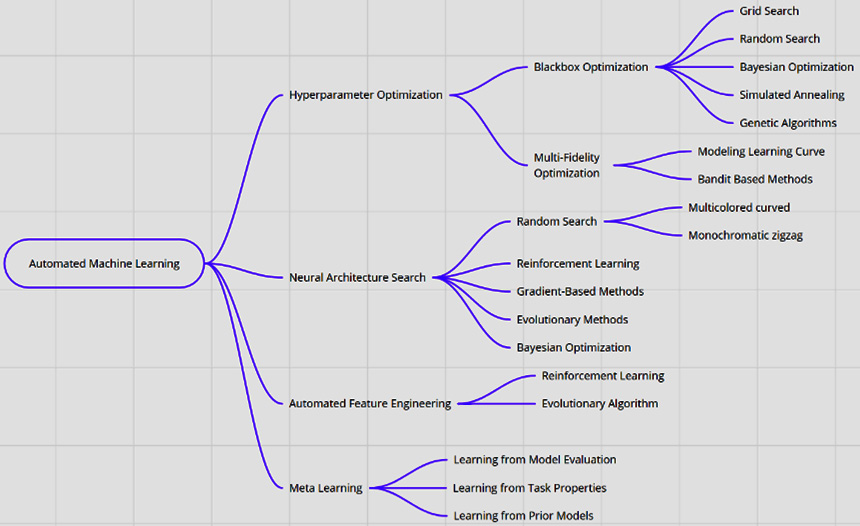 Automated Machine Learning
Hyperparameter Optimization
Blackbox Optimization
Grid Search
Random Search
Bayesian Optimization
Simulated Annealing
Genetic Algorithms
Multi-Fidelity
Optimization
Modeling Learning Curve
Bandit Based Methods
Neural Architecture Search
Random Search
Multicolored curved
Monochromatic zigzag
Reinforcement Learning
Gradient-Based Methods
Evolutionary Methods
Bayesian Optimization
Automated Feature Engineering
Reinforcement Learning
Evolutionary Algorithm
Meta Learning
Learning from Model Evaluation
Learning from Task Properties
Learning from Prior Models